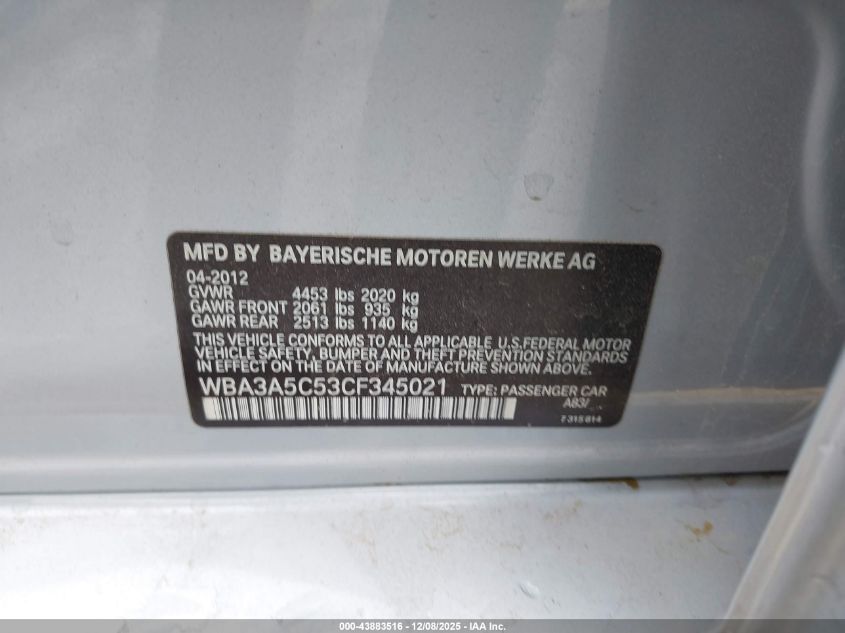 MFD BY BAYERISCHE MOTOREN WERKE AG
04-2012
GVWR 4453 lbs 2020 kg
GAWR FRONT 2061 lbs 935 kg
GAWR REAR 2513 lbs 1140 kg
THIS VEHICLE CONFORMS TO ALL APPLICABLE U.S.FEDERAL MOTOR
VEHICLE SAFETY, BUMPER AND THEFT PREVENTION STANDARDS
IN EFFECT ON THE DATE OF MANUFACTURE SHOWN ABOVE.
WBA3A5C53CF345021 TYPE: PASSENGER CAR
A83/
7 315 814
000-43883516 - 12/08/2025 - IAA Inc.